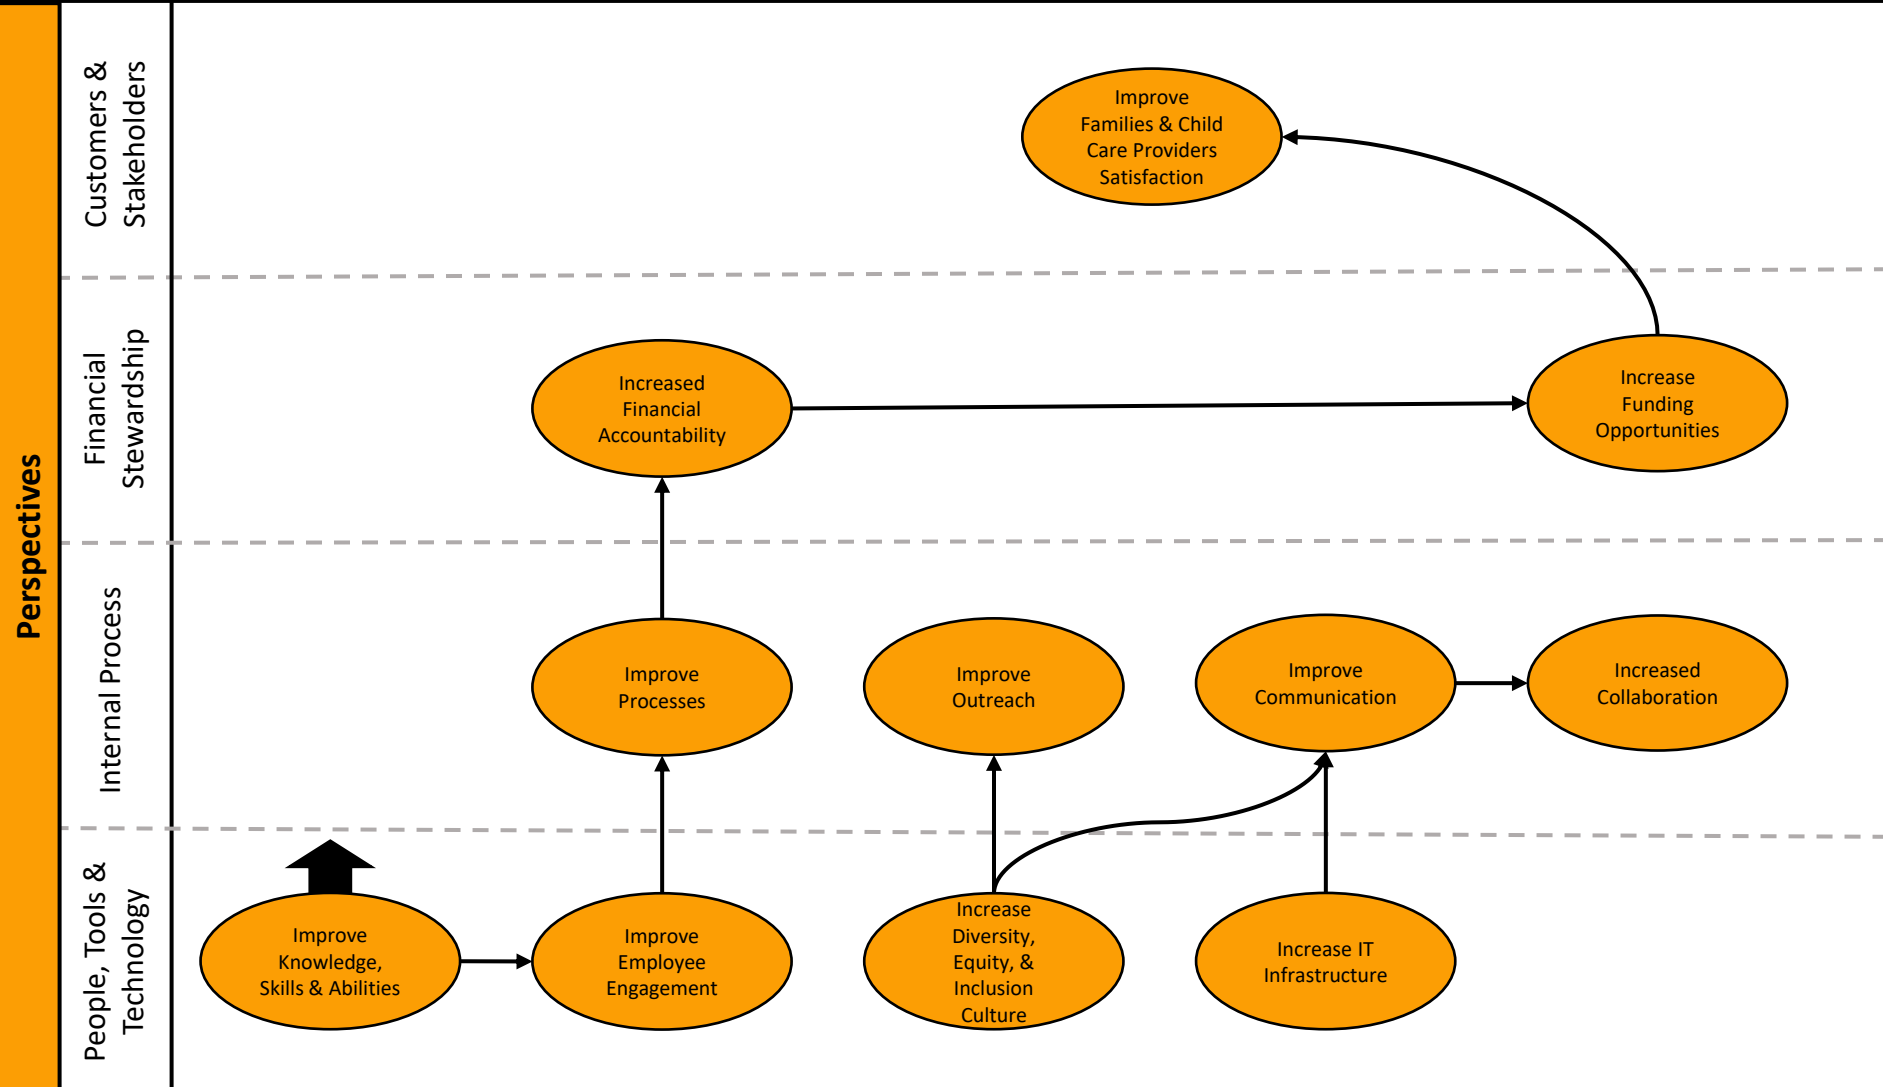 Perspectives
Customers &
Stakeholders
Improve
Families & Child
Care Providers
Satisfaction
Financial
Stewardship
Increased
Financial
Accountability
Increase
Funding
Opportunities
Internal Process
Improve
Processes
Improve
Outreach
Improve
Communication
Increased
Collaboration
People, Tools &
Technology
Improve
Knowledge,
Skills & Abilities
Improve
Employee
Engagement
Increase
Diversity,
Equity, &
Inclusion
Culture
Increase IT
Infrastructure